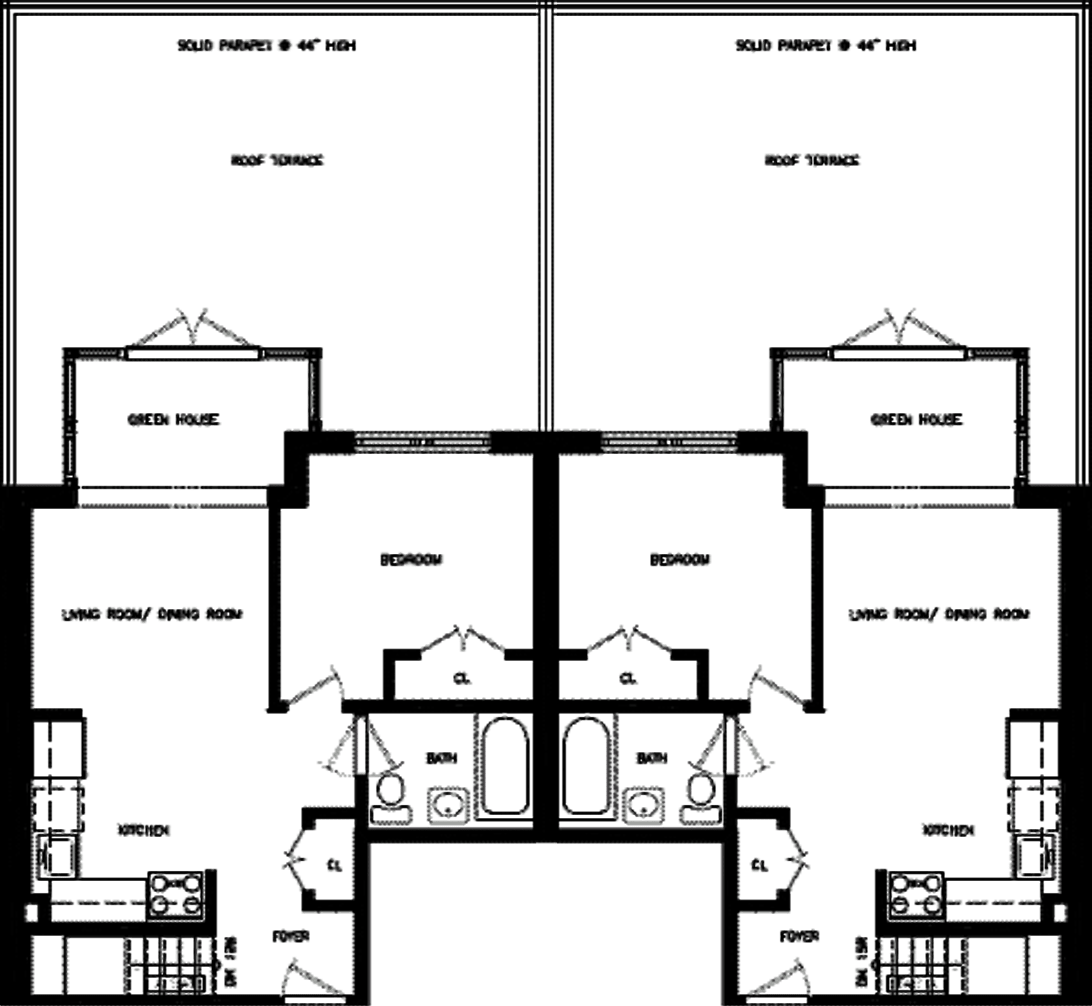 SOLID PARAPET @ 44" HIGH
SOLID PARAPET @ 44" HIGH
ROOF TERRACE
ROOF TERRACE
GREEN HOUSE
GREEN HOUSE
BEDROOM
BEDROOM
LIVING ROOM/ DINING ROOM
LIVING ROOM/ DINING ROOM
CL
CL
BATH
BATH
KITCHEN
KITCHEN
CL
CL
FOYER
FOYER
DN 15R
DN 15R